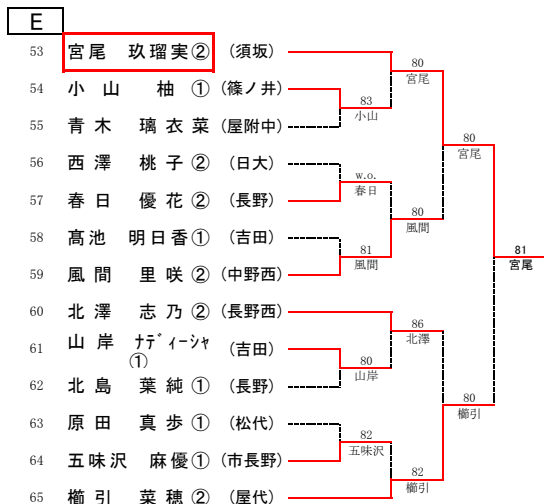 E
53 宮尾 玖瑠実② (須坂)
80
宮尾
54 小山 柚 ① (篠ノ井)
83
小山
55 青木 璃衣菜 (屋附中)
80
宮尾
56 西澤 桃子② (日大)
w.o.
春日
57 春日 優花② (長野)
80
風間
58 髙池 明日香① (吉田)
81
風間
59 風間 里咲② (中野西)
81
宮尾
60 北澤 志乃② (長野西)
86
北澤
61 山岸 ナディーシャ① (吉田)
80
山岸
62 北島 葉純① (長野)
80
櫛引
63 原田 真歩① (松代)
82
五味沢
64 五味沢 麻優① (市長野)
82
櫛引
65 櫛引 菜穂② (屋代)